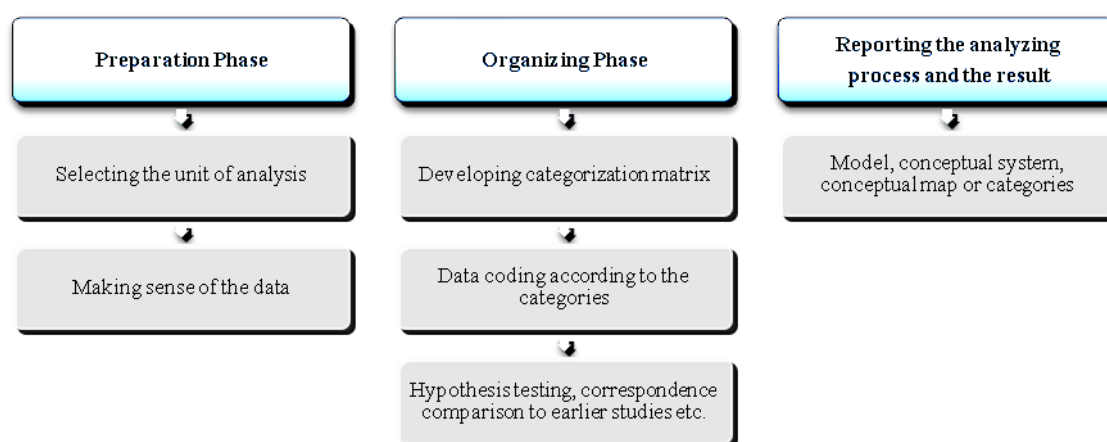 Preparation Phase
Selecting the unit of analysis
Making sense of the data
Organizing Phase
Developing categorization matrix
Data coding according to the
categories
Hypothesis testing, correspondence
comparison to earlier studies etc.
Reporting the analyzing
process and the result
Model, conceptual system,
conceptual map or categories